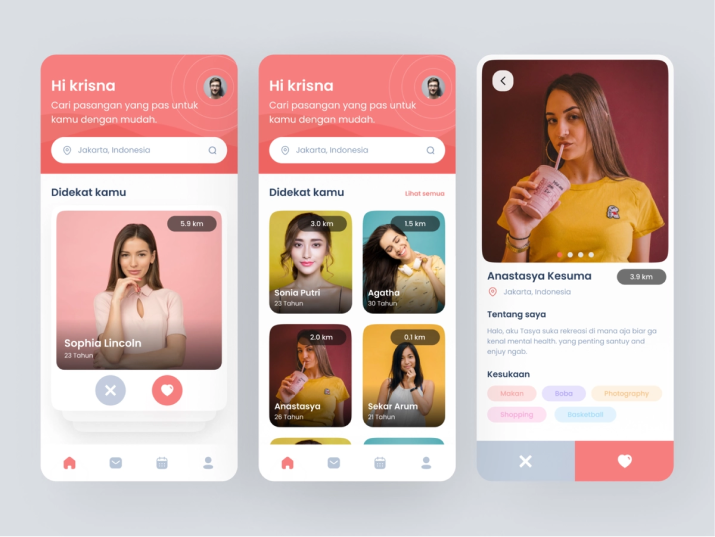 Hi krisna
Cari pasangan yang pas untuk
kamu dengan mudah.
Jakarta, Indonesia
Didekat kamu
5.9 km
Sophia Lincoln
23 Tahun
Hi krisna
Cari pasangan yang pas untuk
kamu dengan mudah.
Jakarta, Indonesia
Didekat kamu
Lihat semua
3.0 km
Sonia Putri
23 Tahun
1.5 km
Agatha
30 Tahun
2.0 km
Anastasya
26 Tahun
0.1 km
Sekar Arum
21 Tahun
Anastasya Kesuma
3.9 km
Jakarta, Indonesia
Tentang saya
Halo, aku Tasya suka rekreasi di mana aja biar ga
kenal mental health. yang penting santuy and
enjoy ngab.
Kesukaan
Makan
Boba
Photography
Shopping
Basketball